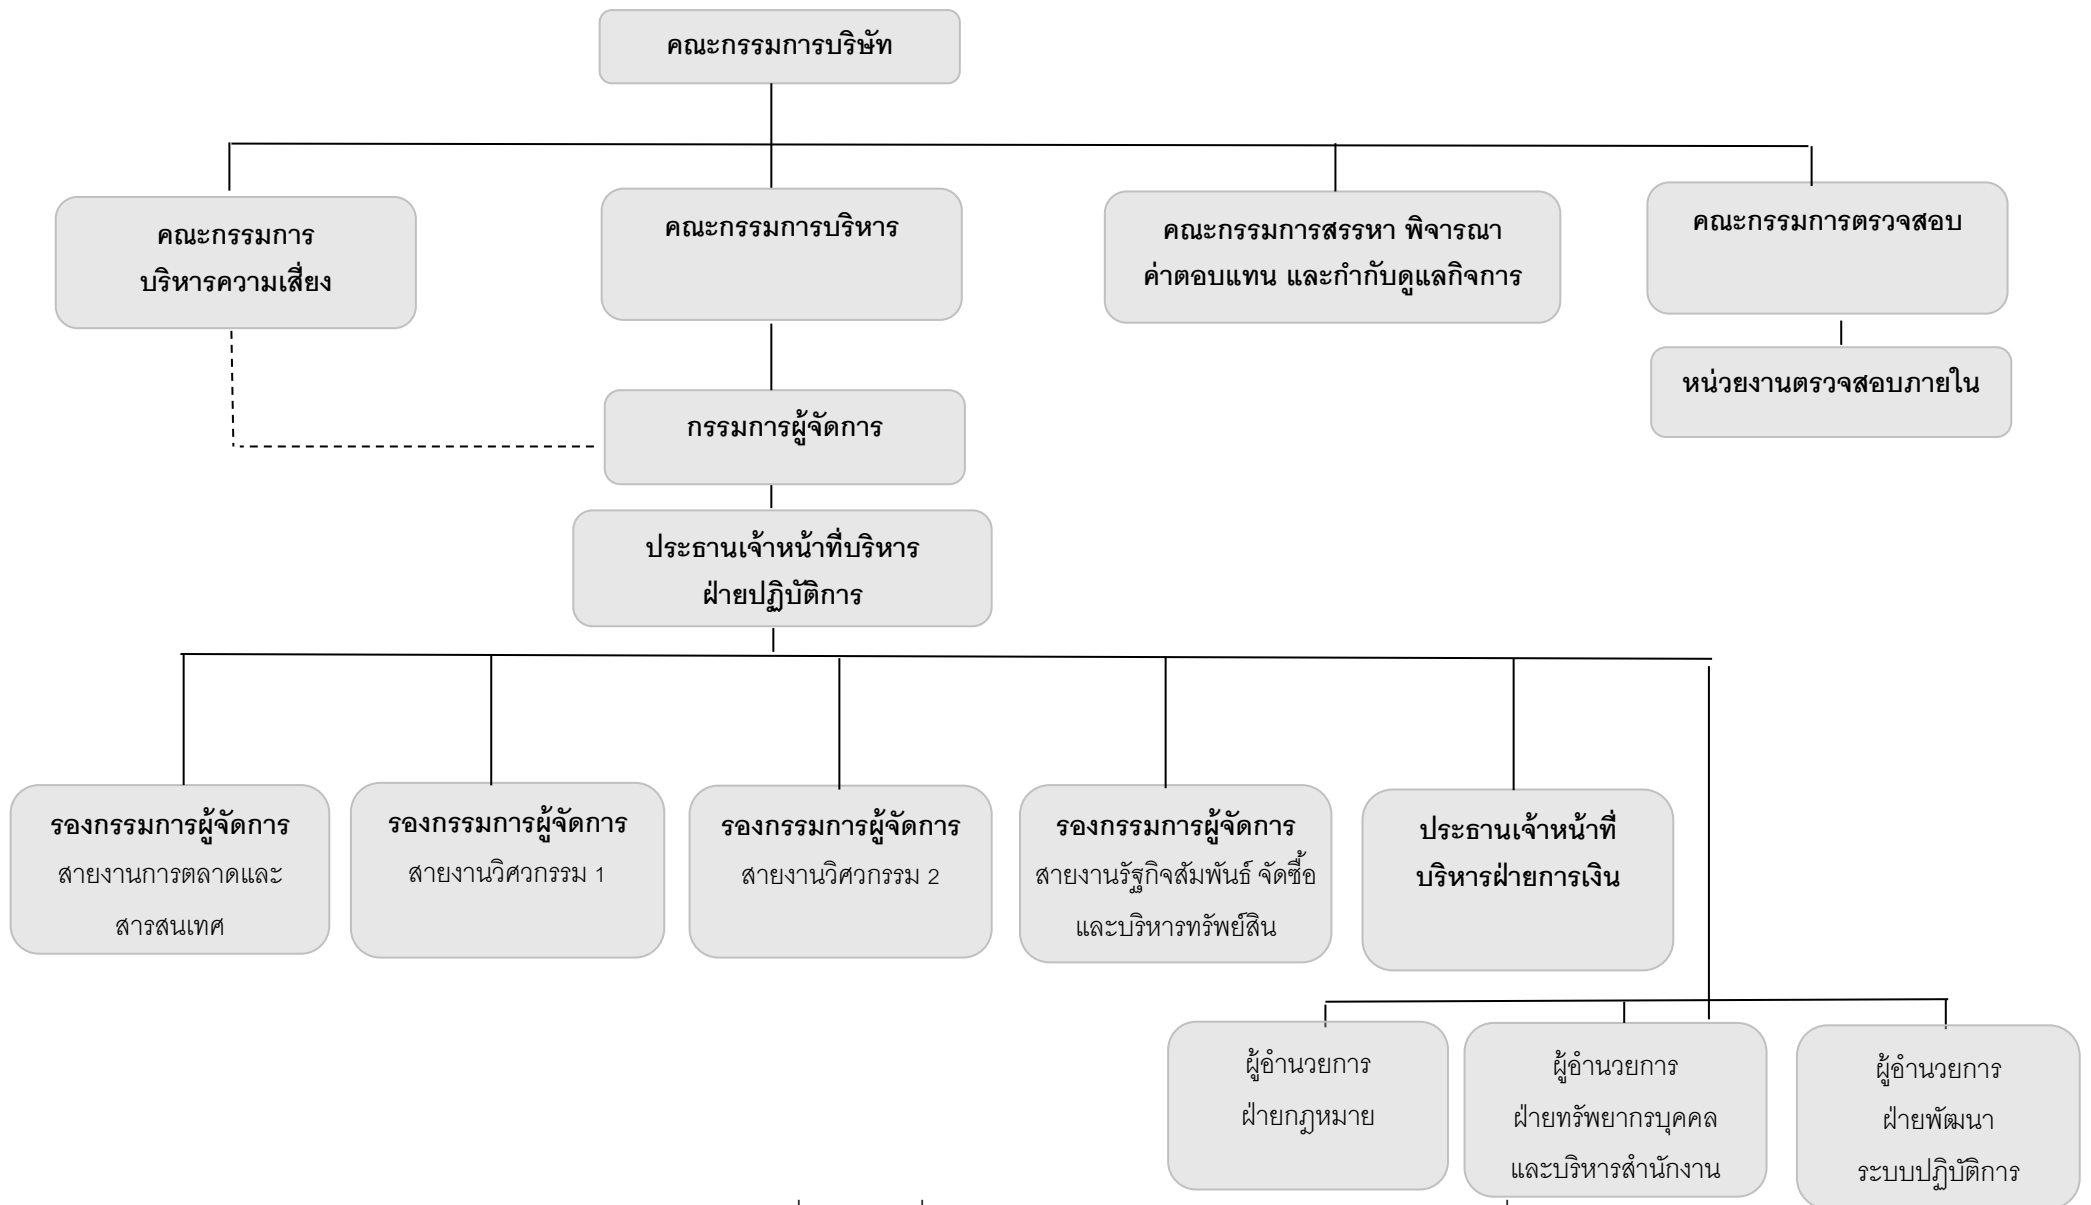 คณะกรรมการบริษัท
คณะกรรมการ
บริหารความเสี่ยง
คณะกรรมการบริหาร
คณะกรรมการสรรหา พิจารณา
ค่าตอบแทน และกำกับดูแลกิจการ
คณะกรรมการตรวจสอบ
หน่วยงานตรวจสอบภายใน
กรรมการผู้จัดการ
ประธานเจ้าหน้าที่บริหาร
ฝ่ายปฏิบัติการ
รองกรรมการผู้จัดการ
สายงานการตลาดและ
สารสนเทศ
รองกรรมการผู้จัดการ
สายงานวิศวกรรม 1
รองกรรมการผู้จัดการ
สายงานวิศวกรรม 2
รองกรรมการผู้จัดการ
สายงานรัฐกิจสัมพันธ์ จัดซื้อ
และบริหารทรัพย์สิน
ประธานเจ้าหน้าที่
บริหารฝ่ายการเงิน
ผู้อำนวยการ
ฝ่ายกฎหมาย
ผู้อำนวยการ
ฝ่ายทรัพยากรบุคคล
และบริหารสำนักงาน
ผู้อำนวยการ
ฝ่ายพัฒนา
ระบบปฏิบัติการ